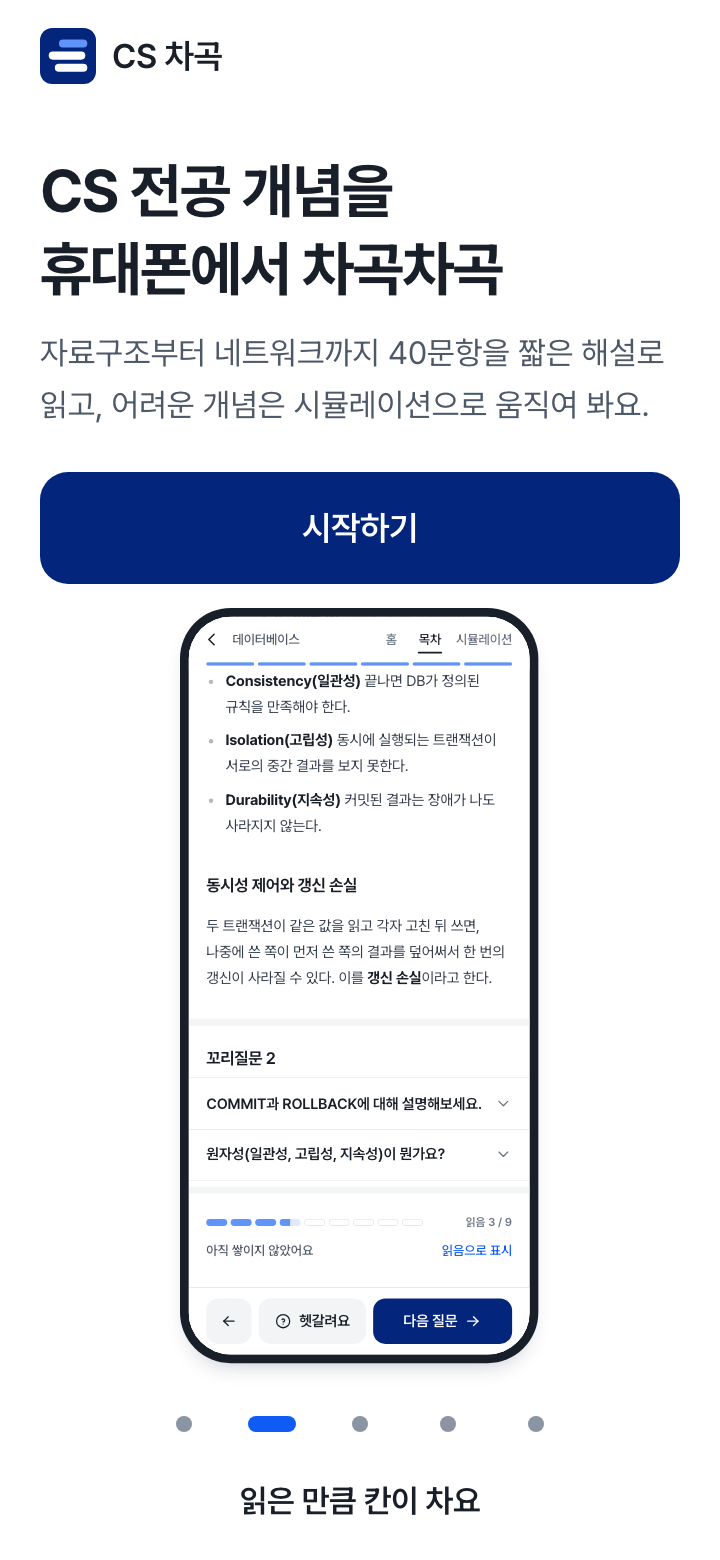 CS 차곡
CS 전공 개념을
휴대폰에서 차곡차곡
자료구조부터 네트워크까지 40문항을 짧은 해설로
읽고, 어려운 개념은 시뮬레이션으로 움직여 봐요.
시작하기
데이터베이스 홈 목차 시뮬레이션
Consistency(일관성) 끝나면 DB가 정의된
규칙을 만족해야 한다.
Isolation(고립성) 동시에 실행되는 트랜잭션이
서로의 중간 결과를 보지 못한다.
Durability(지속성) 커밋된 결과는 장애가 나도
사라지지 않는다.
동시성 제어와 갱신 손실
두 트랜잭션이 같은 값을 읽고 각자 고친 뒤 쓰면,
나중에 쓴 쪽이 먼저 쓴 쪽의 결과를 덮어써서 한 번의
갱신이 사라질 수 있다. 이를 갱신 손실이라고 한다.
꼬리질문 2
COMMIT과 ROLLBACK에 대해 설명해보세요.
원자성(일관성, 고립성, 지속성)이 뭔가요?
읽음 3 / 9
아직 쌓이지 않았어요 읽음으로 표시
헷갈려요 다음 질문
읽은 만큼 칸이 차요